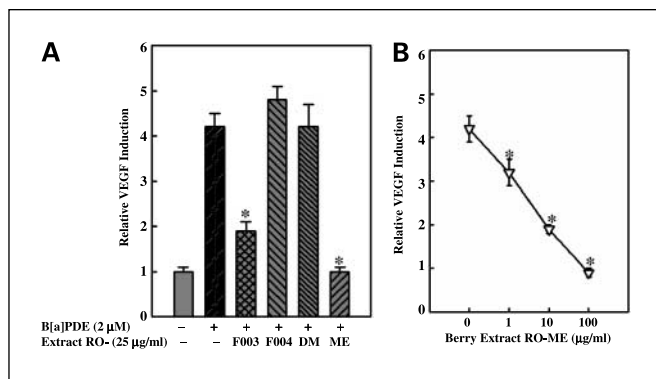 A
Relative VEGF Induction
6
5
4
3
2
1
0
*
*
B[a]PDE (2 µM) – + + + + +
Extract RO- (25 µg/ml) – – F003 F004 DM ME
B
Relative VEGF Induction
6
5
4
3
2
1
0
*
*
*
0 1 10 100
Berry Extract RO-ME (µg/ml)